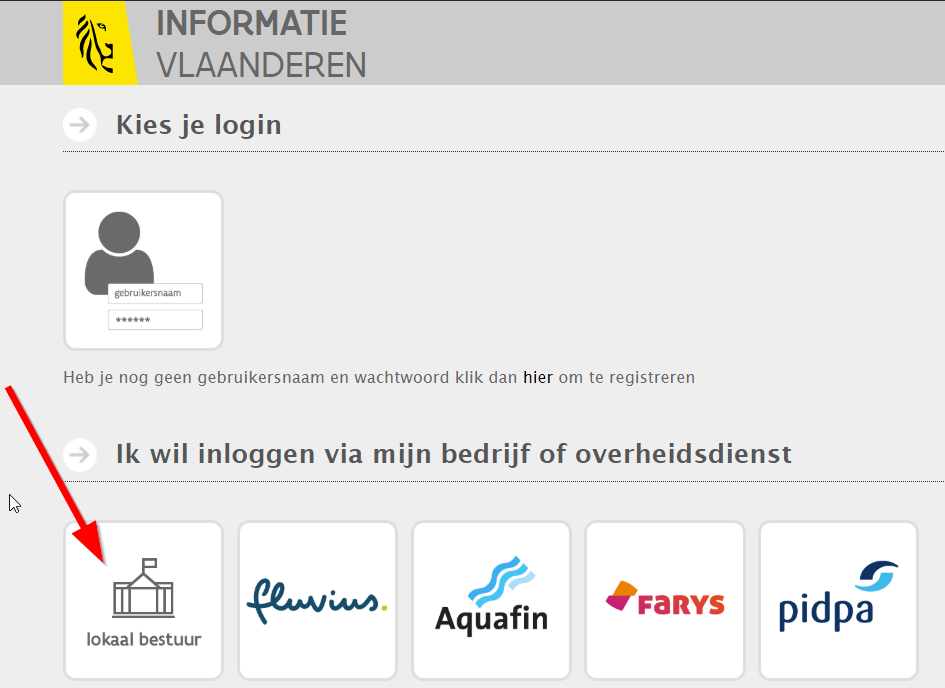 INFORMATIE
VLAANDEREN
Kies je login
gebruikersnaam
******
Heb je nog geen gebruikersnaam en wachtwoord klik dan hier om te registreren
Ik wil inloggen via mijn bedrijf of overheidsdienst
lokaal bestuur
fluvius.
Aquafin
FARYS
pidpa